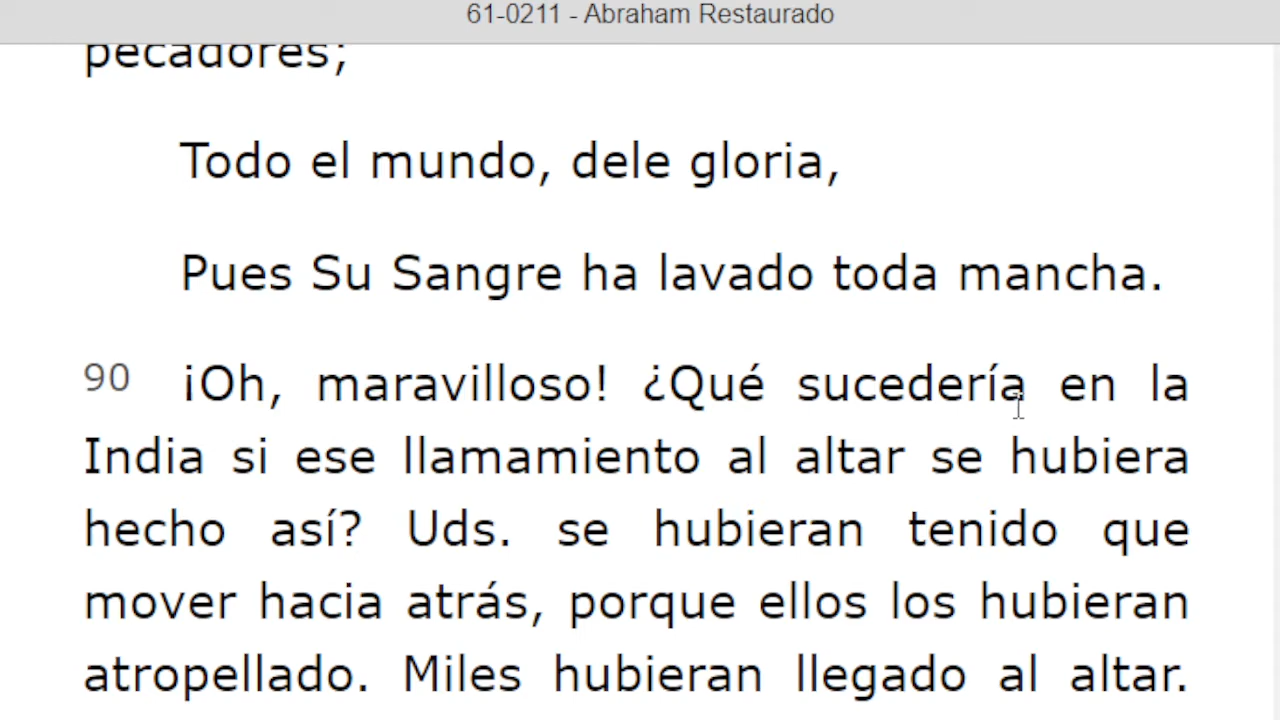 61-0211 - Abraham Restaurado
pecadores;
Todo el mundo, dele gloria,
Pues Su Sangre ha lavado toda mancha.
90 ¡Oh, maravilloso! ¿Qué sucedería en la
India si ese llamamiento al altar se hubiera
hecho así? Uds. se hubieran tenido que
mover hacia atrás, porque ellos los hubieran
atropellado. Miles hubieran llegado al altar.